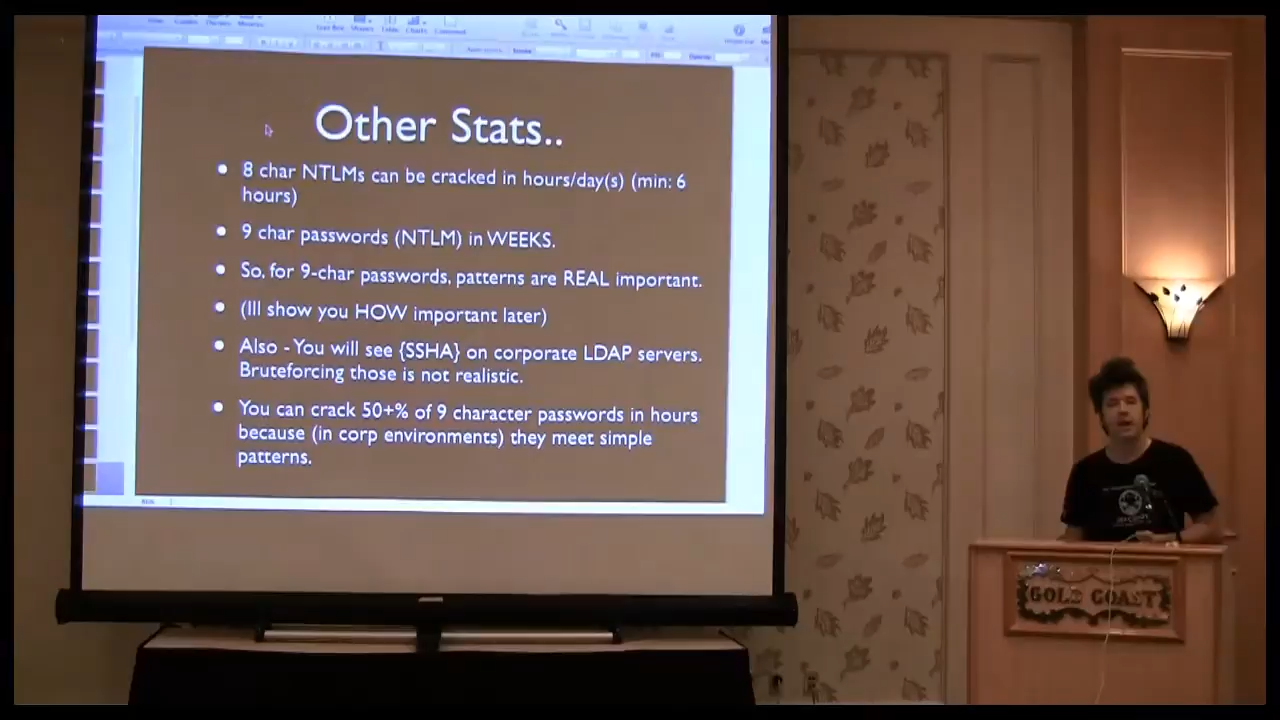 Other Stats..
8 char NTLMs can be cracked in hours/day(s) (min: 6
hours)
9 char passwords (NTLM) in WEEKS.
So, for 9-char passwords, patterns are REAL important.
(Ill show you HOW important later)
Also - You will see {SSHA} on corporate LDAP servers.
Bruteforcing those is not realistic.
You can crack 50+% of 9 character passwords in hours
because (in corp environments) they meet simple
patterns.
GOLD COAST